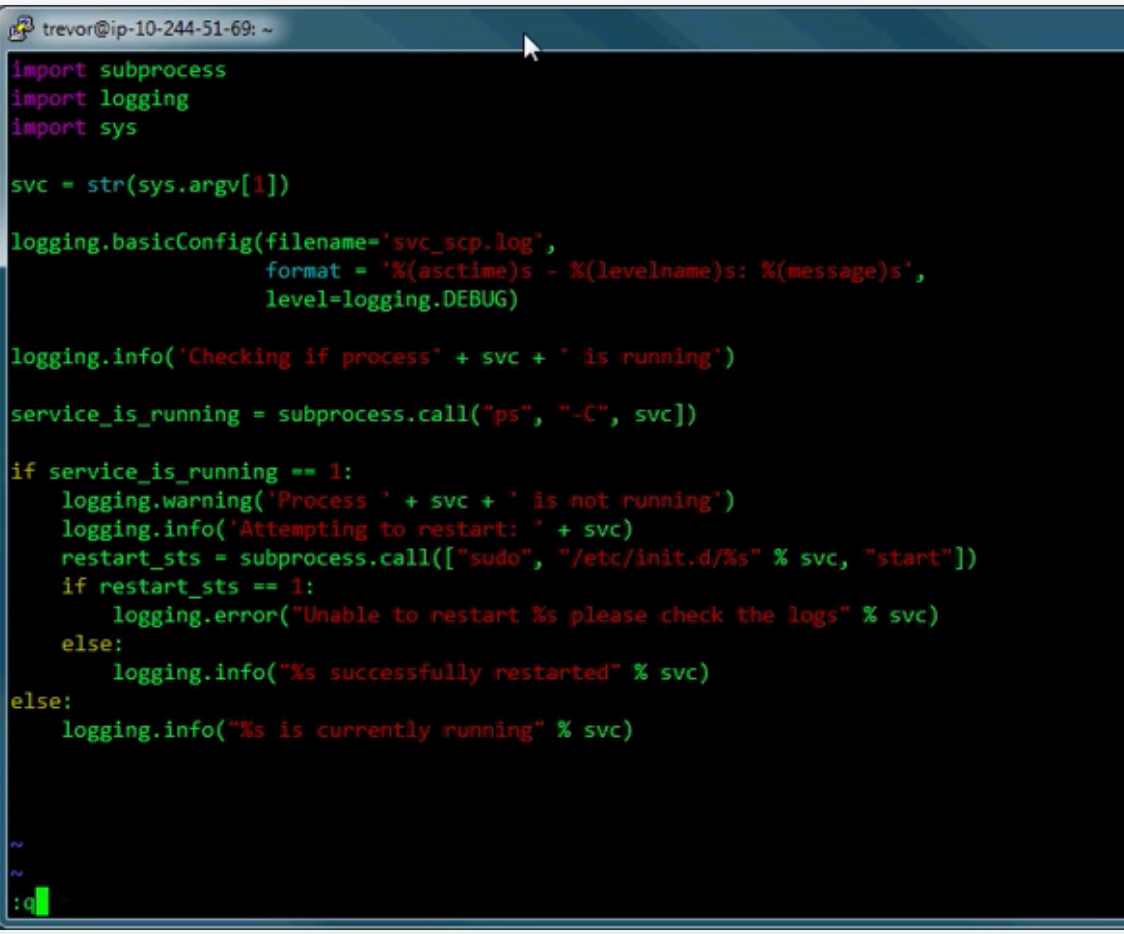 trevor@ip-10-244-51-69: ~
import subprocess
import logging
import sys
svc = str(sys.argv[1])
logging.basicConfig(filename='svc_scp.log',
                    format = '%(asctime)s - %(levelname)s: %(message)s',
                    level=logging.DEBUG)
logging.info('Checking if process' + svc + ' is running')
service_is_running = subprocess.call("ps", "-C", svc])
if service_is_running == 1:
    logging.warning('Process ' + svc + ' is not running')
    logging.info('Attempting to restart: ' + svc)
    restart_sts = subprocess.call(["sudo", "/etc/init.d/%s" % svc, "start"])
    if restart_sts == 1:
        logging.error("Unable to restart %s please check the logs" % svc)
    else:
        logging.info("%s successfully restarted" % svc)
else:
    logging.info("%s is currently running" % svc)
~
~
:q